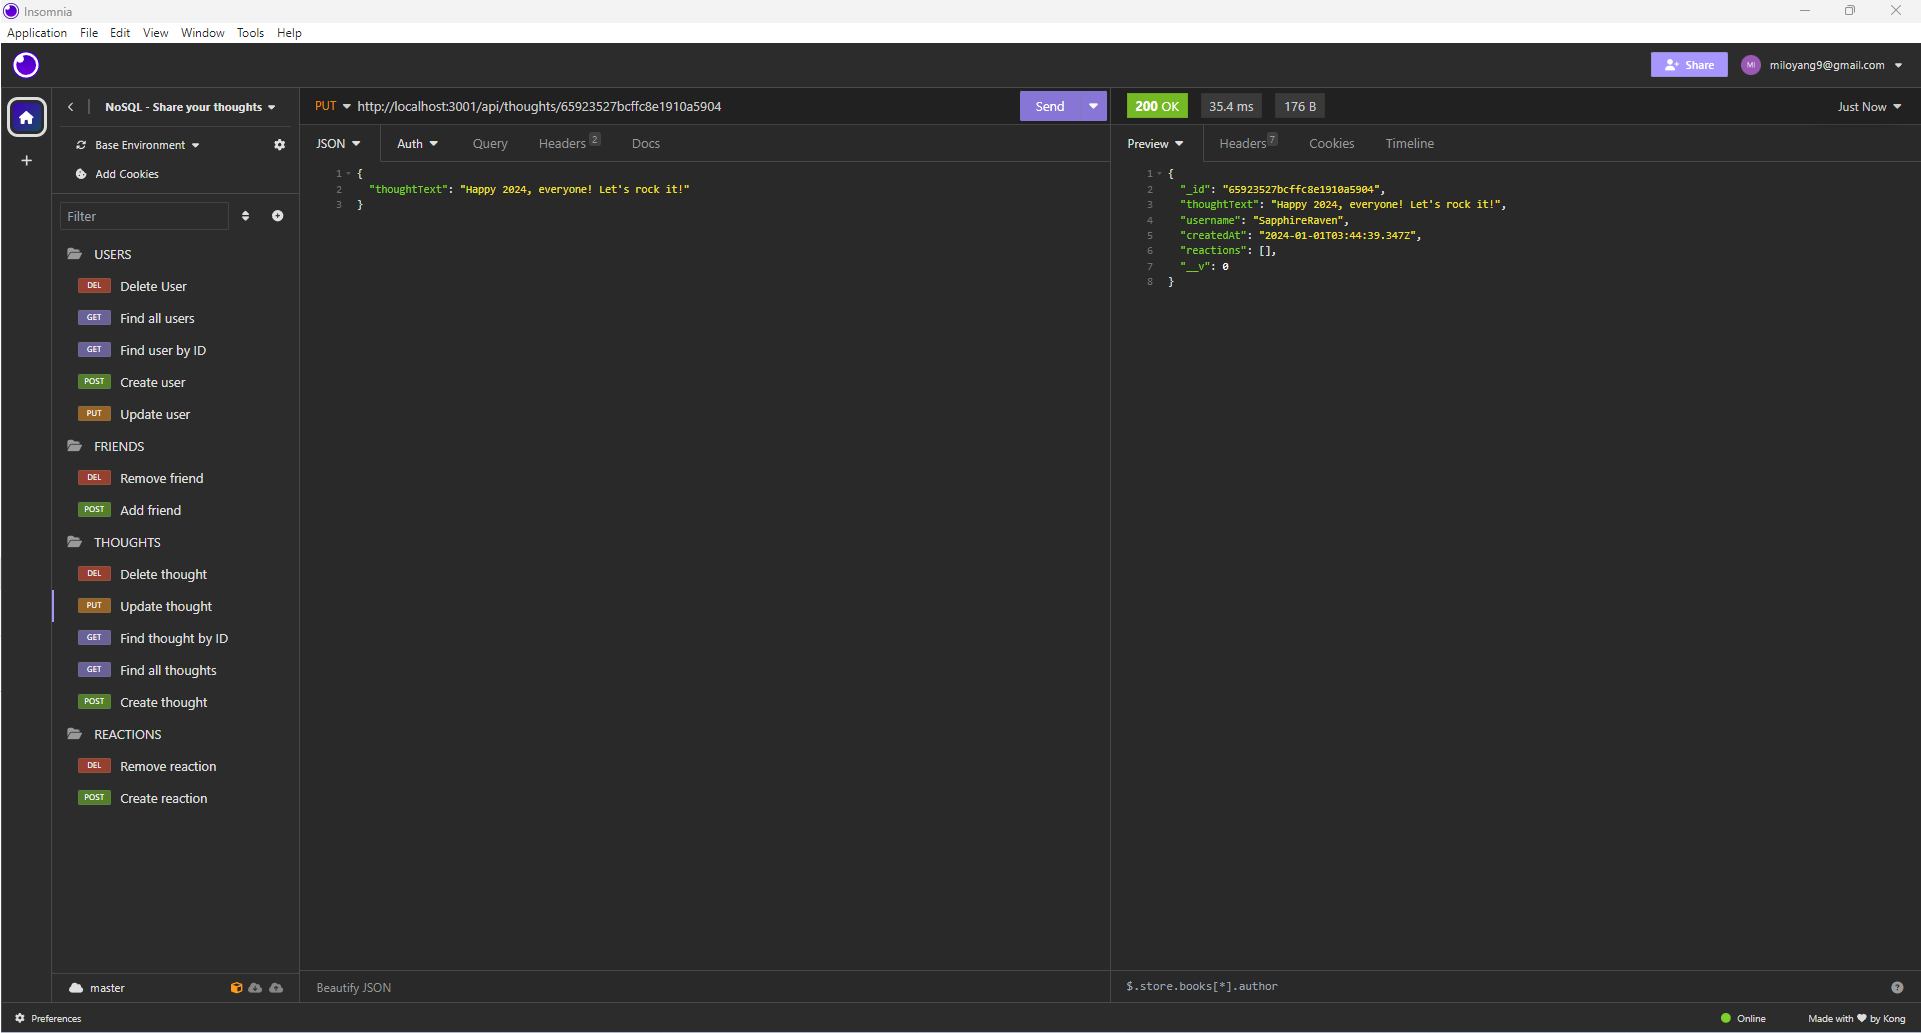 Insomnia
Application File Edit View Window Tools Help
Share MI miloyang9@gmail.com
NoSQL - Share your thoughts
PUT http://localhost:3001/api/thoughts/65923527bcffc8e1910a5904 Send
200 OK 35.4 ms 176 B Just Now
Base Environment
Add Cookies
Filter
USERS
DEL Delete User
GET Find all users
GET Find user by ID
POST Create user
PUT Update user
FRIENDS
DEL Remove friend
POST Add friend
THOUGHTS
DEL Delete thought
PUT Update thought
GET Find thought by ID
GET Find all thoughts
POST Create thought
REACTIONS
DEL Remove reaction
POST Create reaction
master
JSON Auth Query Headers 2 Docs
1 {
2 "thoughtText": "Happy 2024, everyone! Let's rock it!"
3 }
Beautify JSON
Preview Headers 7 Cookies Timeline
1 {
2 "_id": "65923527bcffc8e1910a5904",
3 "thoughtText": "Happy 2024, everyone! Let's rock it!",
4 "username": "SapphireRaven",
5 "createdAt": "2024-01-01T03:44:39.347Z",
6 "reactions": [],
7 "__v": 0
8 }
$.store.books[*].author
Preferences
Online Made with ❤ by Kong